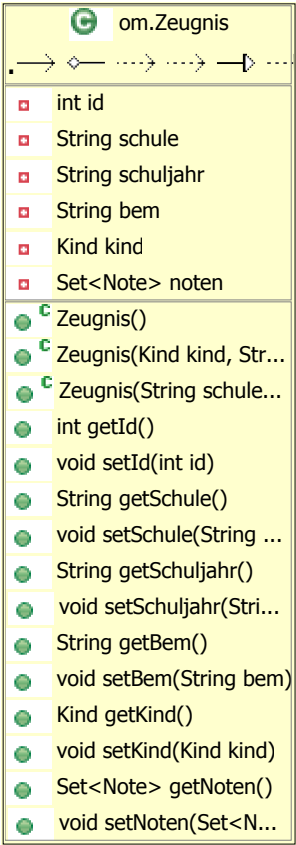 C om.Zeugnis
int id
String schule
String schuljahr
String bem
Kind kind
Set<Note> noten
C Zeugnis()
C Zeugnis(Kind kind, Str...
C Zeugnis(String schule...
int getId()
void setId(int id)
String getSchule()
void setSchule(String ...
String getSchuljahr()
void setSchuljahr(Stri...
String getBem()
void setBem(String bem)
Kind getKind()
void setKind(Kind kind)
Set<Note> getNoten()
void setNoten(Set<N...